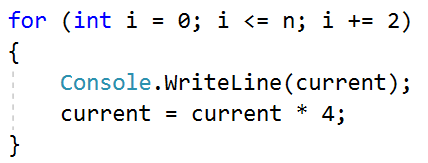 for (int i = 0; i <= n; i += 2)
{
    Console.WriteLine(current);
    current = current * 4;
}